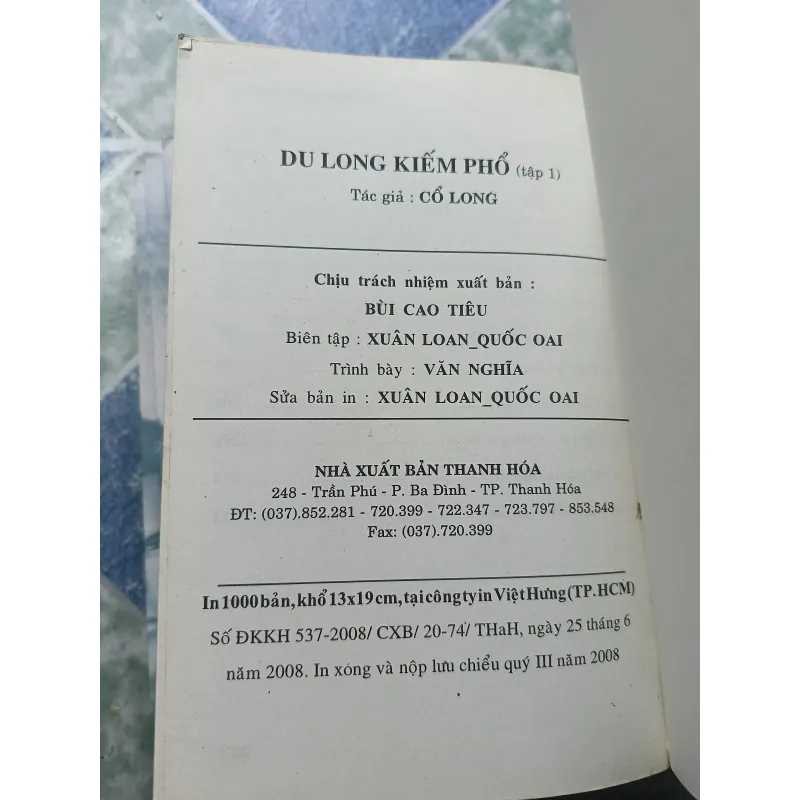 DU LONG KIẾM PHỔ (tập 1)
Tác giả : CỔ LONG
Chịu trách nhiệm xuất bản :
BÙI CAO TIÊU
Biên tập : XUÂN LOAN_QUỐC OAI
Trình bày : VĂN NGHĨA
Sửa bản in : XUÂN LOAN_QUỐC OAI
NHÀ XUẤT BẢN THANH HÓA
248 - Trần Phú - P. Ba Đình - TP. Thanh Hóa
ĐT: (037).852.281 - 720.399 - 722.347 - 723.797 - 853.548
Fax: (037).720.399
In 1000 bản, khổ 13x19 cm, tại công ty in Việt Hưng (TP. HCM)
Số ĐKKH 537-2008/ CXB/ 20-74/ THaH, ngày 25 tháng 6
năm 2008. In xong và nộp lưu chiểu quý III năm 2008